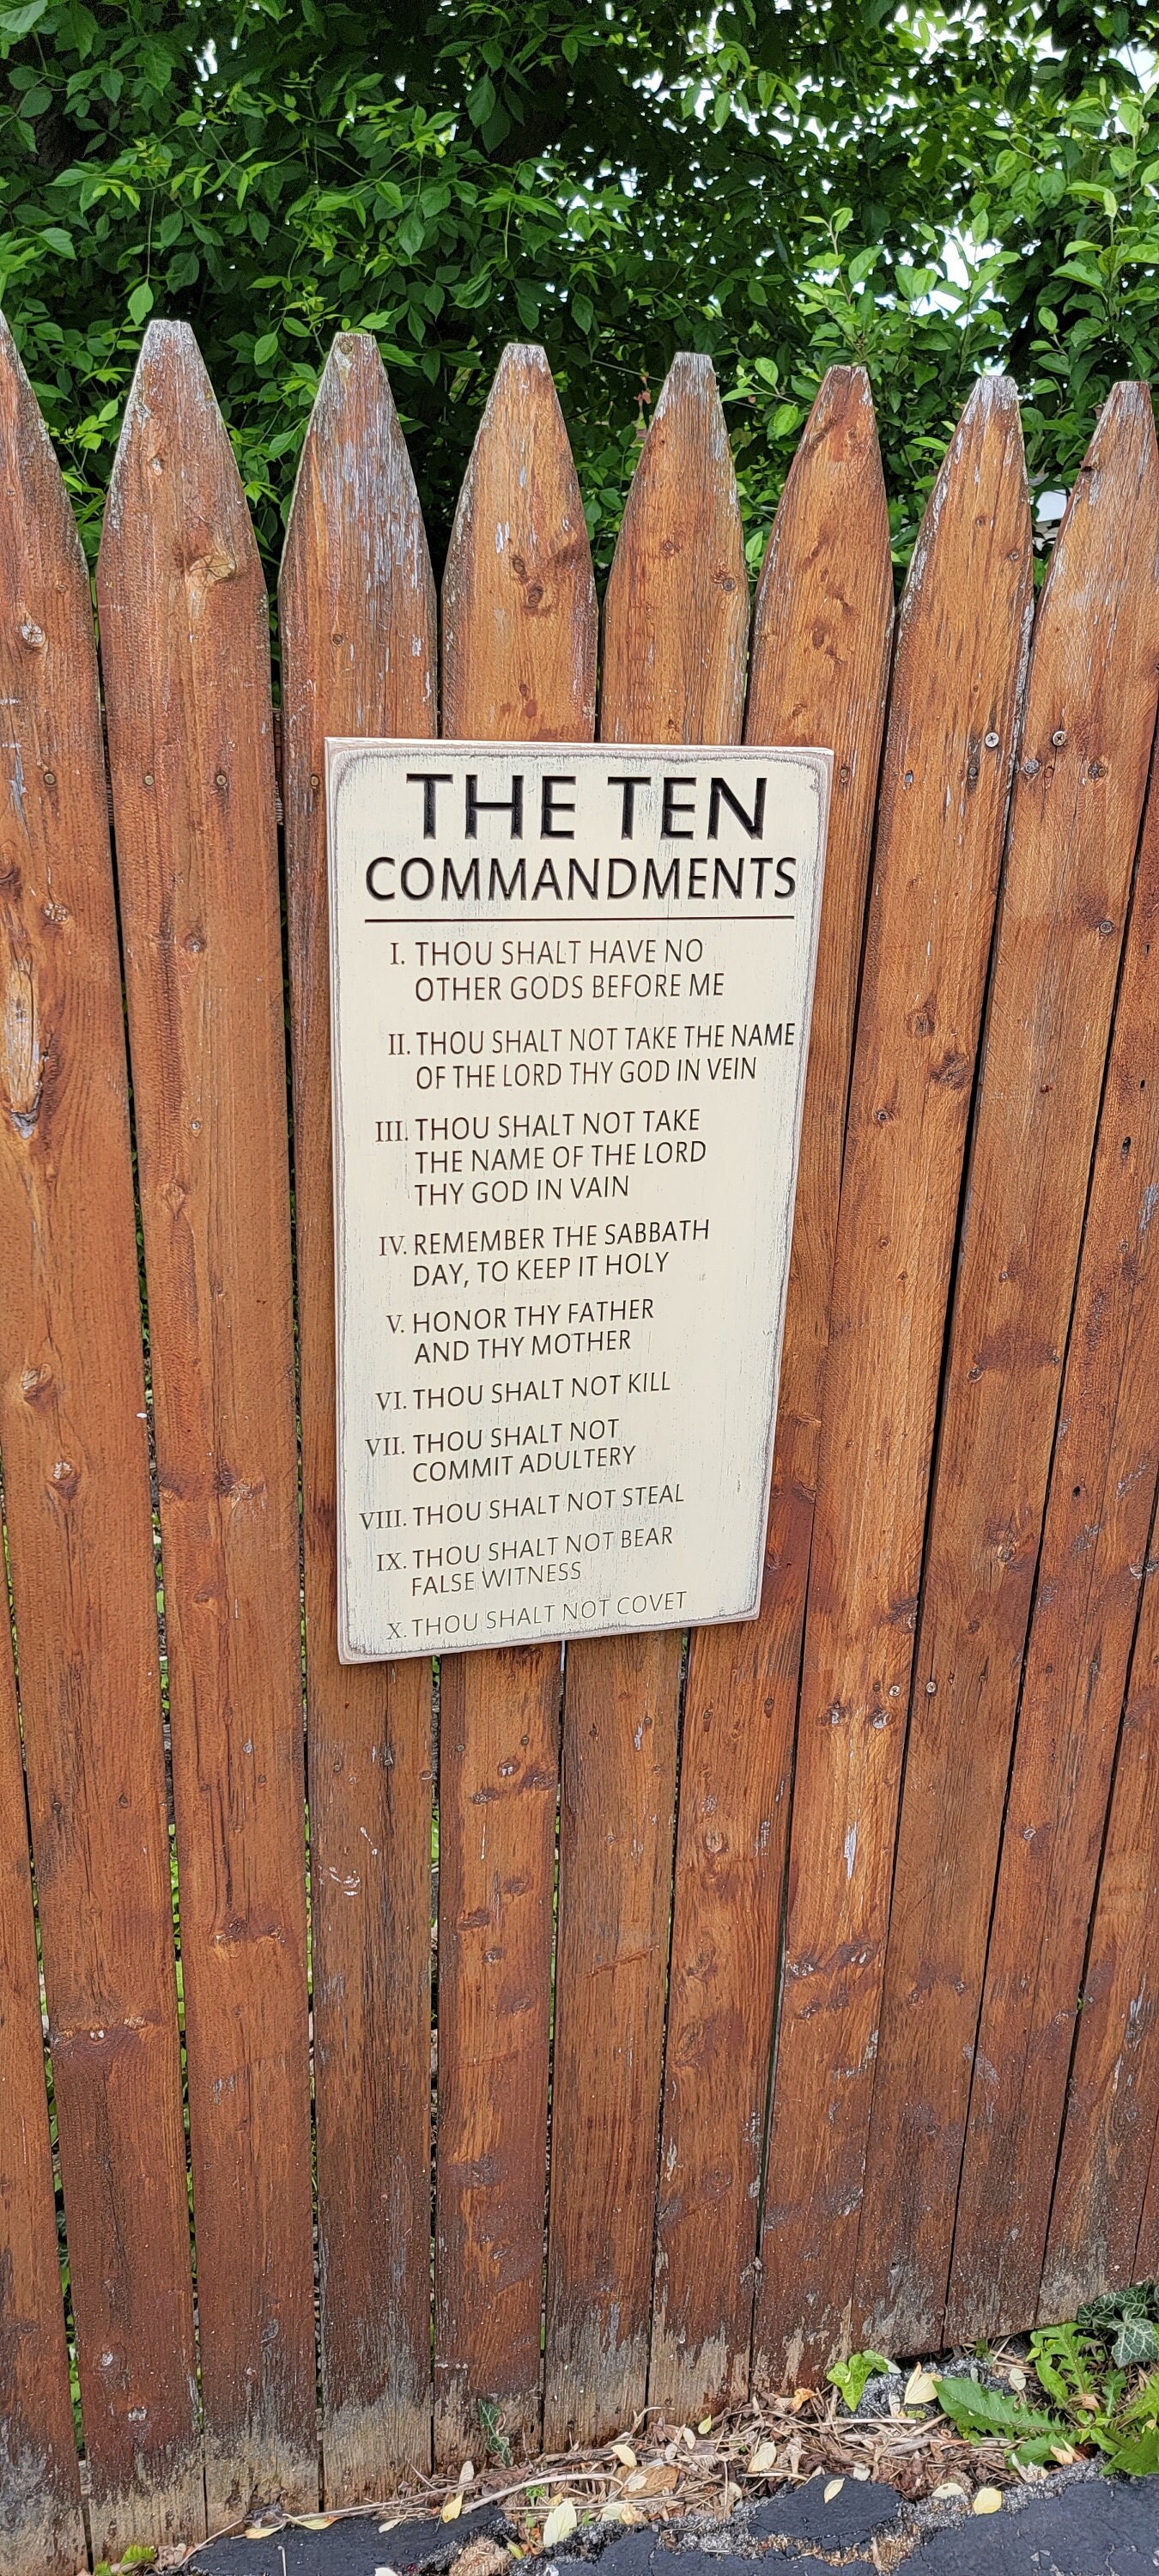 THE TEN
COMMANDMENTS
I. THOU SHALT HAVE NO
OTHER GODS BEFORE ME
II. THOU SHALT NOT TAKE THE NAME
OF THE LORD THY GOD IN VEIN
III. THOU SHALT NOT TAKE
THE NAME OF THE LORD
THY GOD IN VAIN
IV. REMEMBER THE SABBATH
DAY, TO KEEP IT HOLY
V. HONOR THY FATHER
AND THY MOTHER
VI. THOU SHALT NOT KILL
VII. THOU SHALT NOT
COMMIT ADULTERY
VIII. THOU SHALT NOT STEAL
IX. THOU SHALT NOT BEAR
FALSE WITNESS
X. THOU SHALT NOT COVET